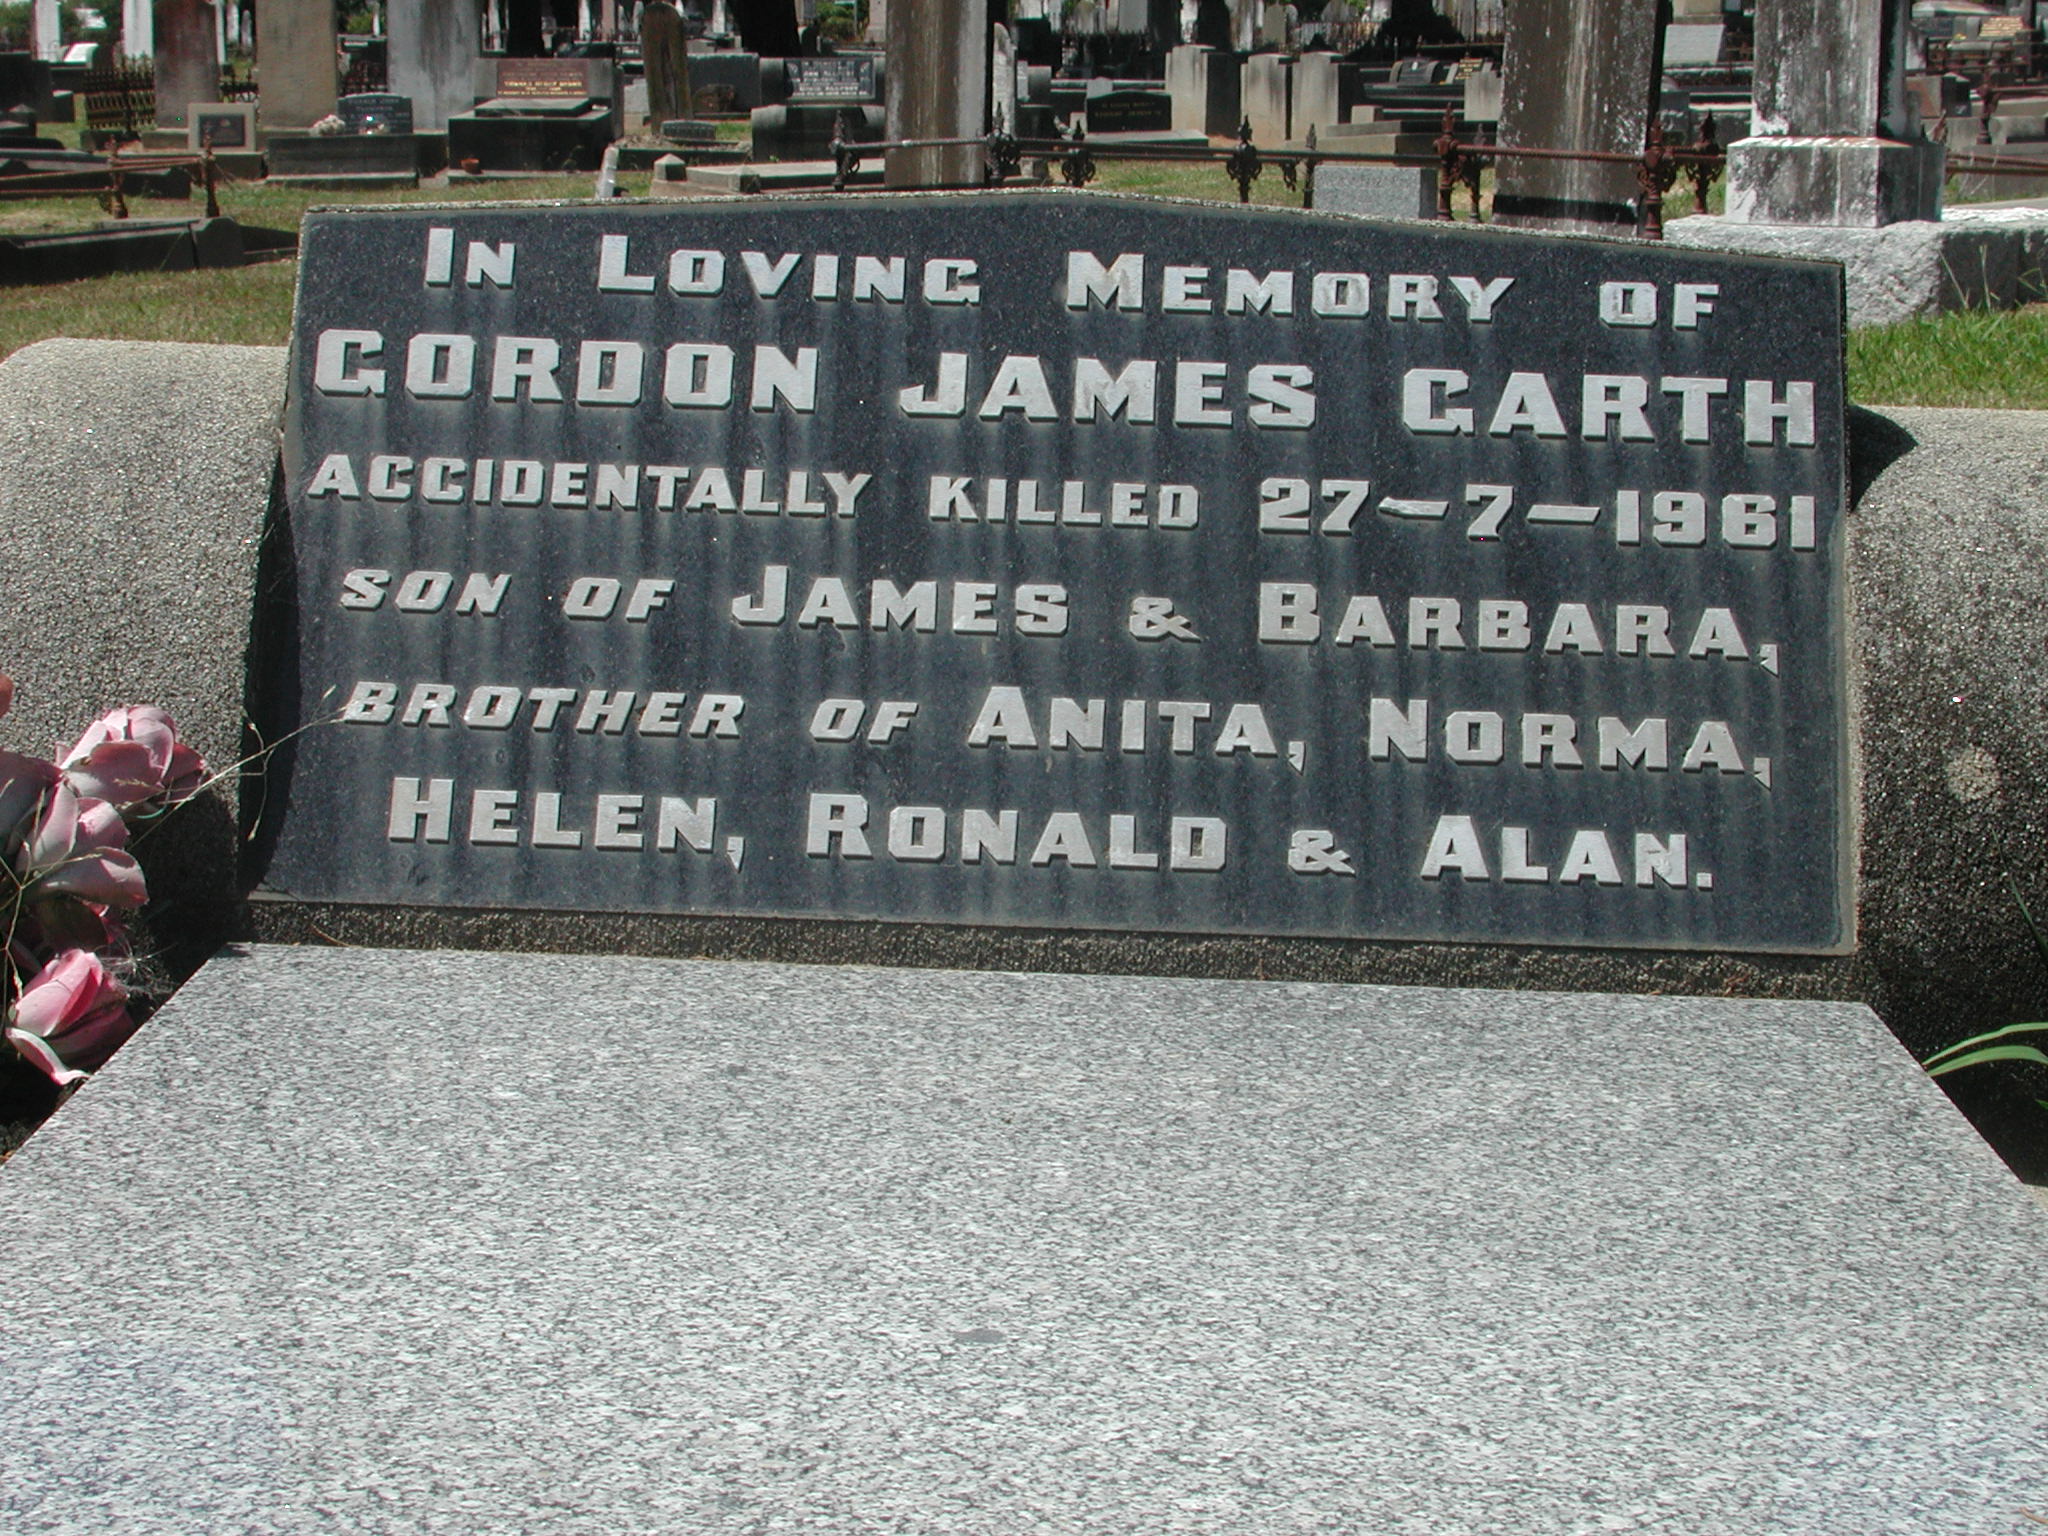 In Loving Memory of
GORDON JAMES GARTH
ACCIDENTALLY KILLED 27-7-1961
SON OF JAMES & BARBARA,
BROTHER OF ANITA, NORMA,
HELEN, RONALD & ALAN.